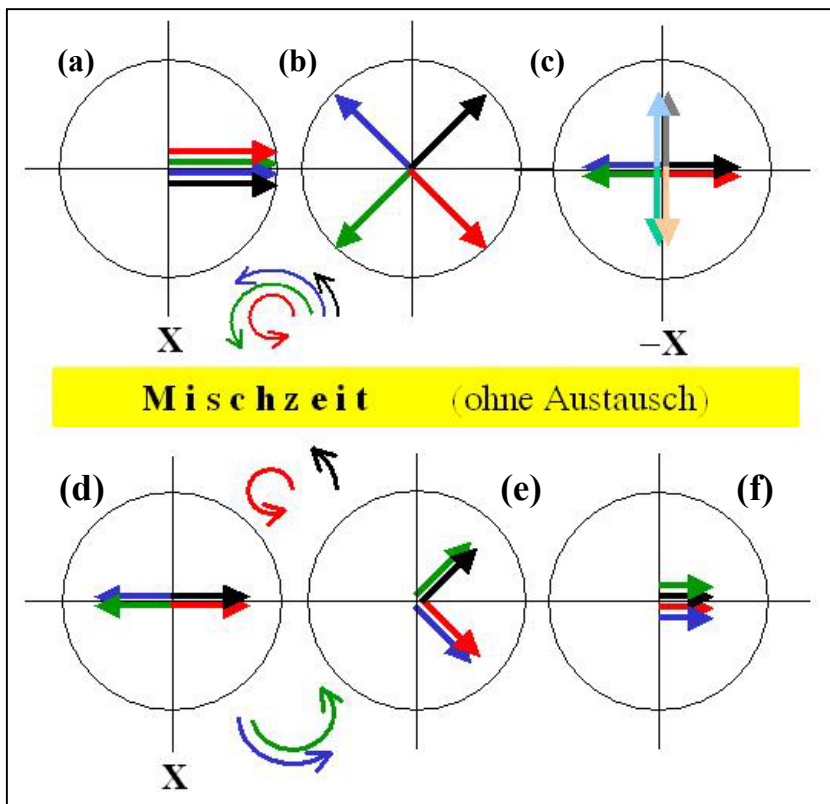 (a) (b) (c)
X –X
Mischzeit (ohne Austausch)
(d) (e) (f)
X